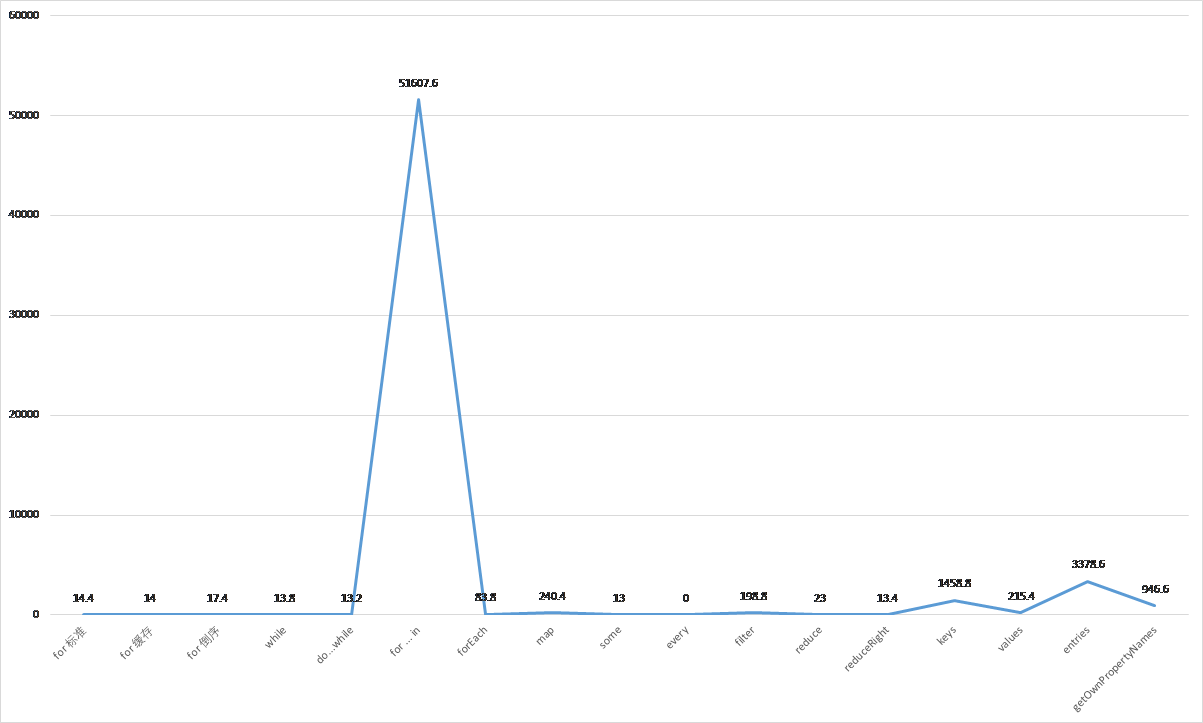 60000
50000
40000
30000
20000
10000
0
51607.6
14.4
14
17.4
13.8
13.2
83.8
240.4
13
0
198.8
23
13.4
1458.8
215.4
3378.6
946.6
for 标准
for 缓存
for 倒序
while
do...while
for ... in
forEach
map
some
every
filter
reduce
reduceRight
keys
values
entries
getOwnPropertyNames